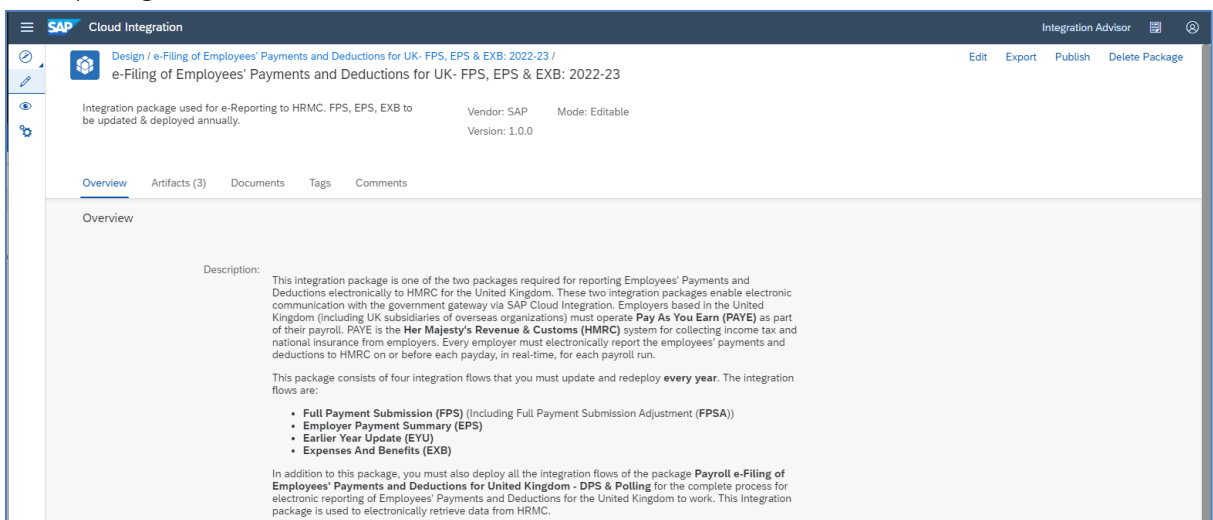 SAP Cloud Integration
Integration Advisor
Design / e-Filing of Employees' Payments and Deductions for UK- FPS, EPS & EXB: 2022-23 /
Edit Export Publish Delete Package
e-Filing of Employees' Payments and Deductions for UK- FPS, EPS & EXB: 2022-23
Integration package used for e-Reporting to HRMC. FPS, EPS, EXB to
be updated & deployed annually.
Vendor: SAP Mode: Editable
Version: 1.0.0
Overview Artifacts (3) Documents Tags Comments
Overview
Description:
This integration package is one of the two packages required for reporting Employees' Payments and
Deductions electronically to HMRC for the United Kingdom. These two integration packages enable electronic
communication with the government gateway via SAP Cloud Integration. Employers based in the United
Kingdom (including UK subsidiaries of overseas organizations) must operate Pay As You Earn (PAYE) as part
of their payroll. PAYE is the Her Majesty's Revenue & Customs (HMRC) system for collecting income tax and
national insurance from employers. Every employer must electronically report the employees' payments and
deductions to HMRC on or before each payday, in real-time, for each payroll run.
This package consists of four integration flows that you must update and redeploy every year. The integration
flows are:
• Full Payment Submission (FPS) (Including Full Payment Submission Adjustment (FPSA))
• Employer Payment Summary (EPS)
• Earlier Year Update (EYU)
• Expenses And Benefits (EXB)
In addition to this package, you must also deploy all the integration flows of the package Payroll e-Filing of
Employees' Payments and Deductions for United Kingdom - DPS & Polling for the complete process for
electronic reporting of Employees' Payments and Deductions for the United Kingdom to work. This Integration
package is used to electronically retrieve data from HRMC.